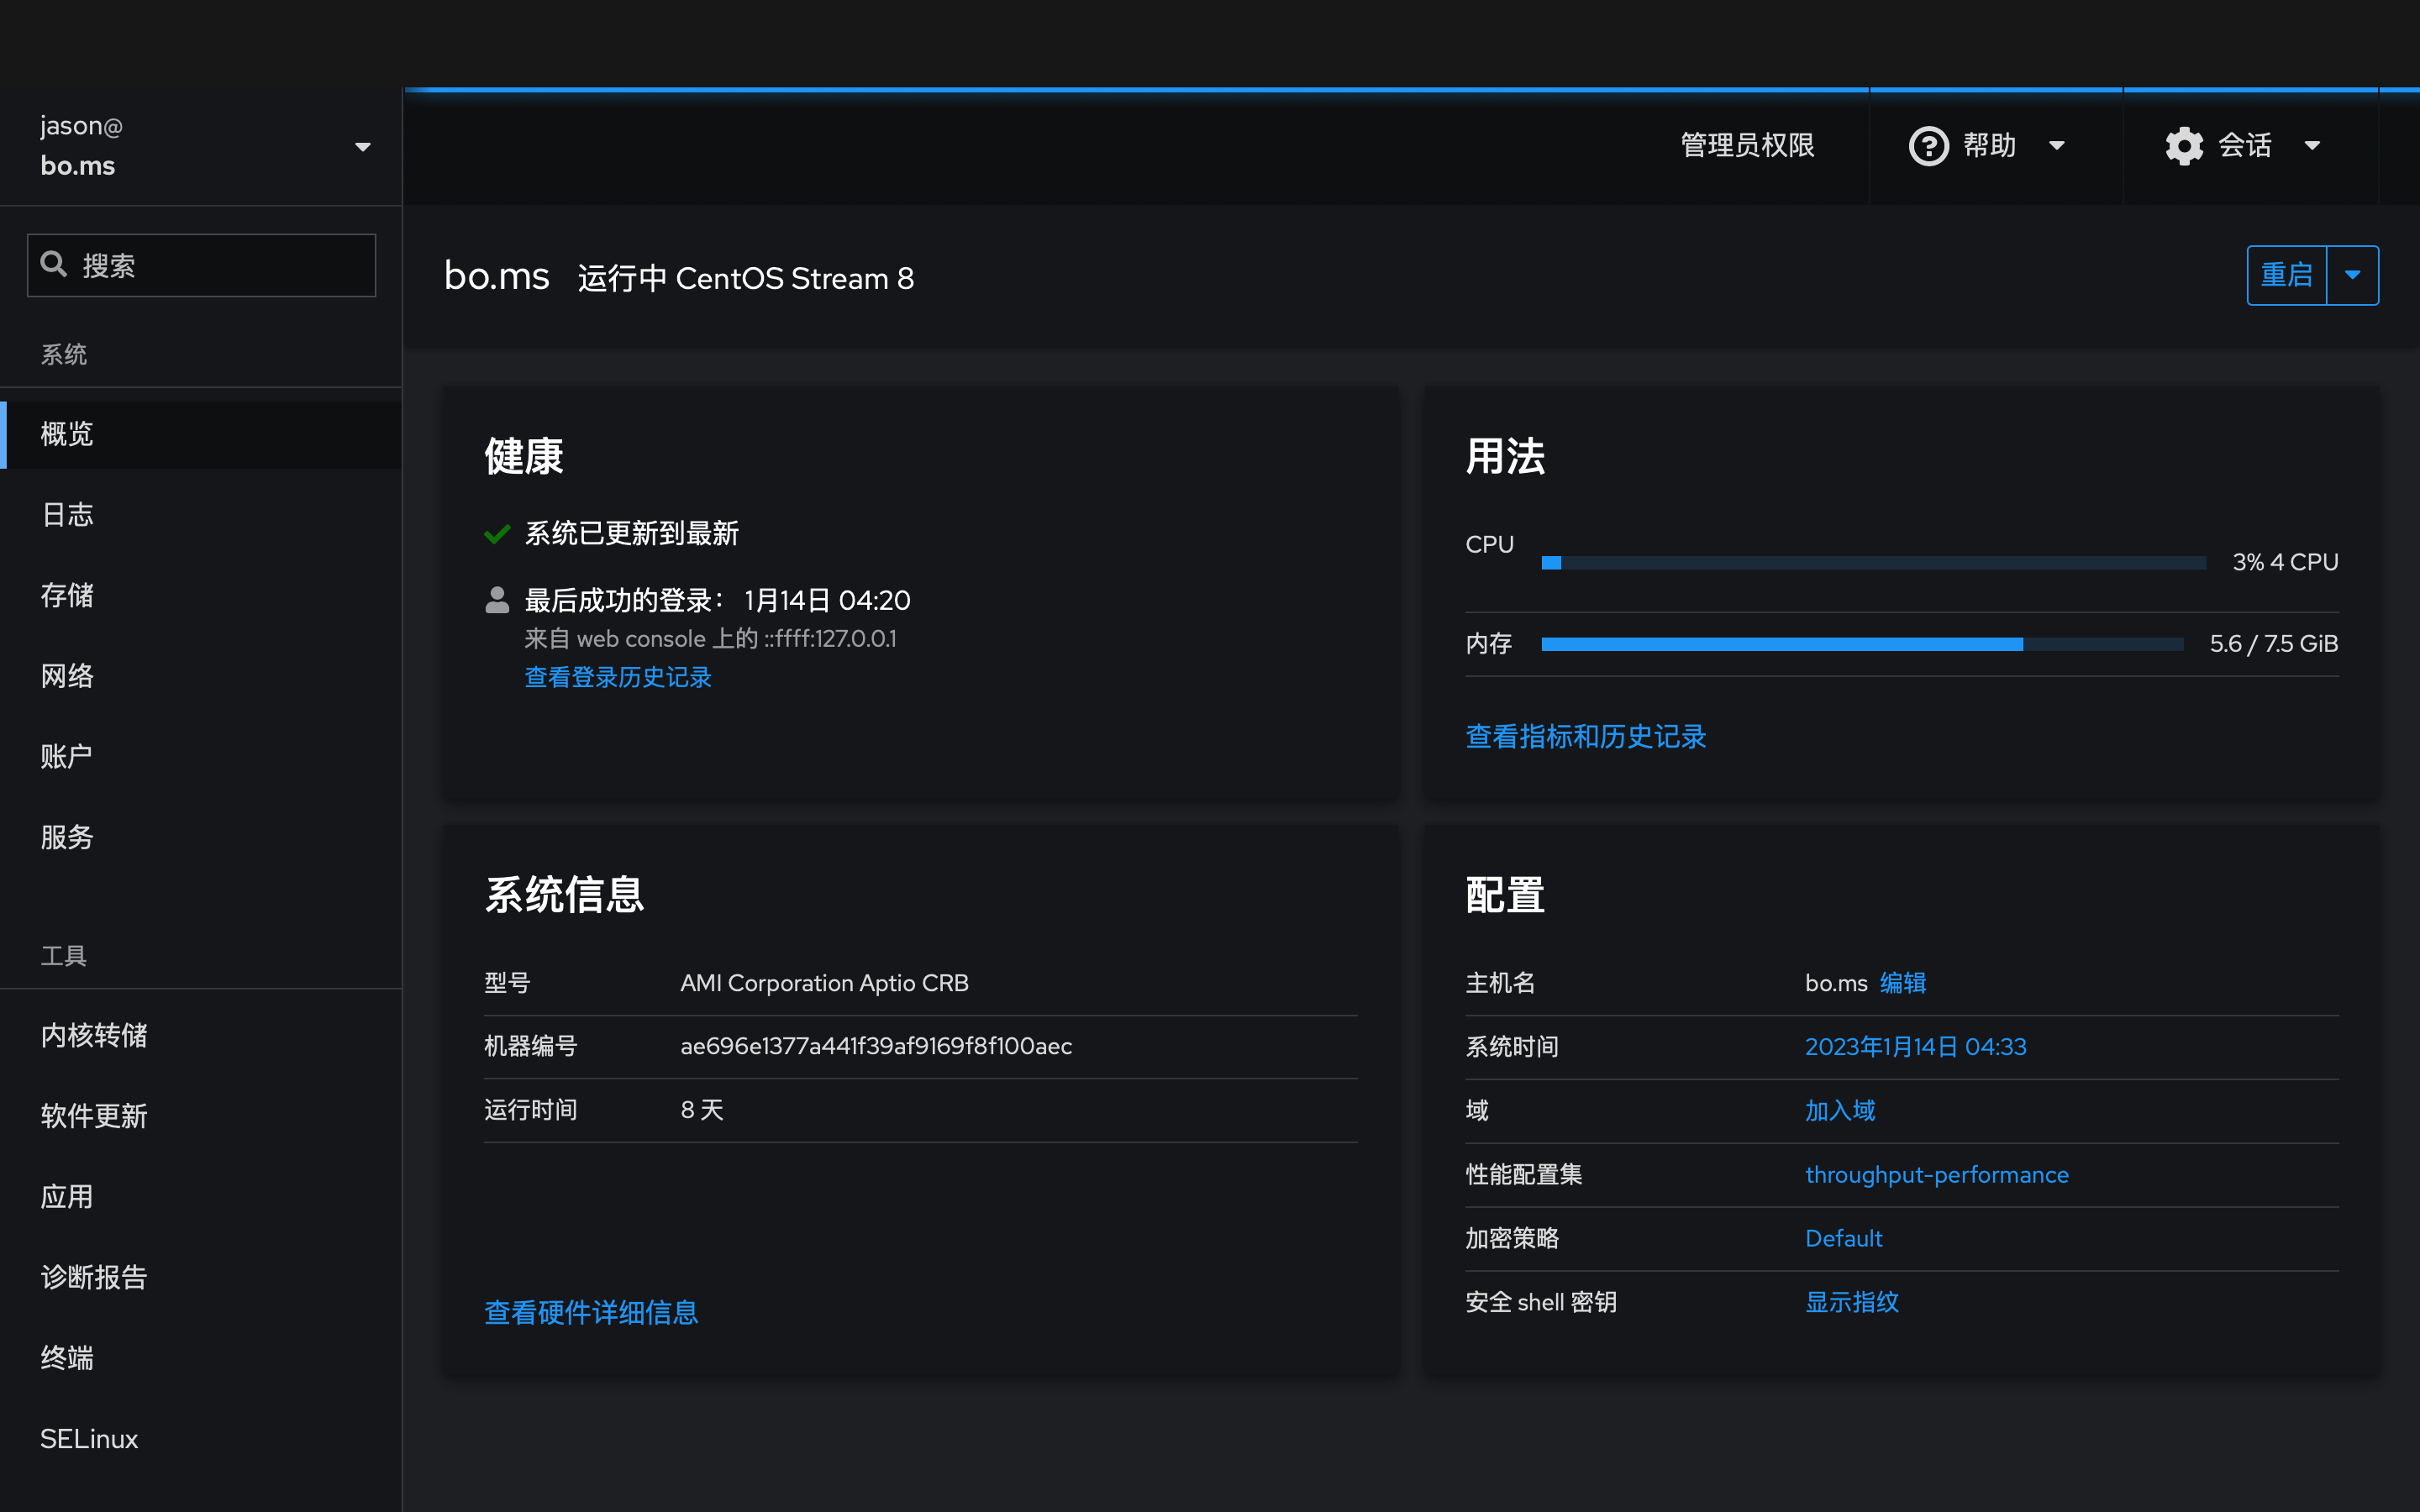 jason@
bo.ms
管理员权限
帮助
会话
搜索
系统
概览
日志
存储
网络
账户
服务
工具
内核转储
软件更新
应用
诊断报告
终端
SELinux
bo.ms 运行中 CentOS Stream 8
重启
健康
系统已更新到最新
最后成功的登录： 1月14日 04:20
来自 web console 上的 ::ffff:127.0.0.1
查看登录历史记录
用法
CPU 3% 4 CPU
内存 5.6 / 7.5 GiB
查看指标和历史记录
系统信息
型号 AMI Corporation Aptio CRB
机器编号 ae696e1377a441f39af9169f8f100aec
运行时间 8 天
查看硬件详细信息
配置
主机名 bo.ms 编辑
系统时间 2023年1月14日 04:33
域 加入域
性能配置集 throughput-performance
加密策略 Default
安全 shell 密钥 显示指纹